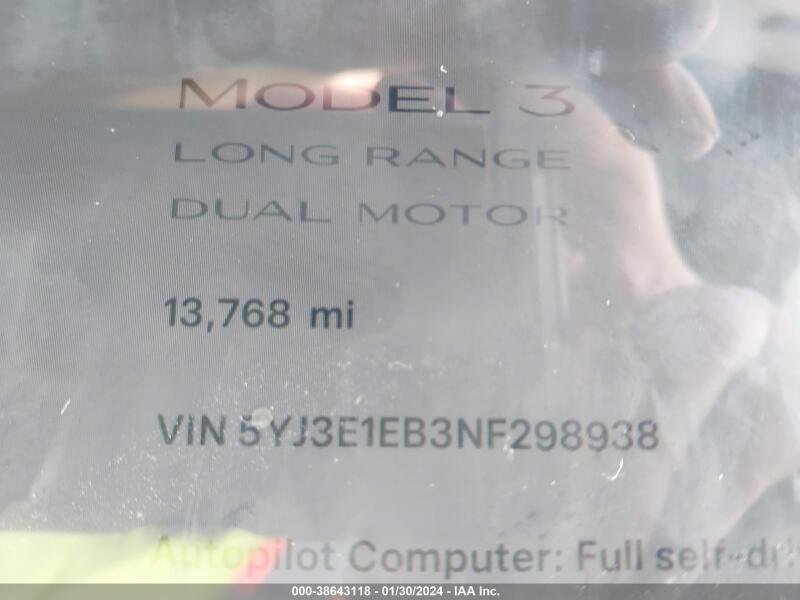 MODEL 3
LONG RANGE
DUAL MOTOR
13,768 mi
VIN 5YJ3E1EB3NF298938
Autopilot Computer: Full self-dri
000-38643118 - 01/30/2024 - IAA Inc.